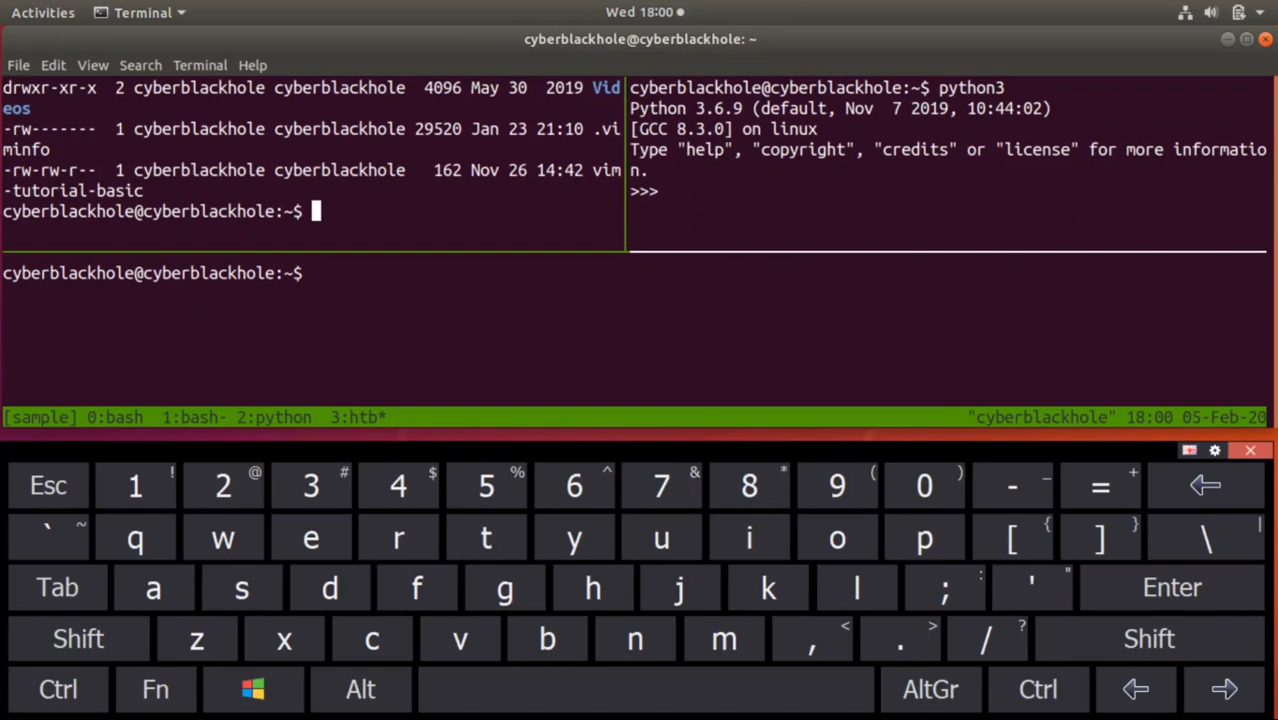 Activities Terminal Wed 18:00
cyberblackhole@cyberblackhole: ~
File Edit View Search Terminal Help
drwxr-xr-x 2 cyberblackhole cyberblackhole 4096 May 30 2019 Vid
eos
-rw------- 1 cyberblackhole cyberblackhole 29520 Jan 23 21:10 .vi
minfo
-rw-rw-r-- 1 cyberblackhole cyberblackhole 162 Nov 26 14:42 vim
-tutorial-basic
cyberblackhole@cyberblackhole:~$
cyberblackhole@cyberblackhole:~$ python3
Python 3.6.9 (default, Nov 7 2019, 10:44:02)
[GCC 8.3.0] on linux
Type "help", "copyright", "credits" or "license" for more informatio
n.
>>>
cyberblackhole@cyberblackhole:~$
[sample] 0:bash 1:bash- 2:python 3:htb* "cyberblackhole" 18:00 05-Feb-20
Esc 1 ! 2 @ 3 # 4 $ 5 % 6 ^ 7 & 8 * 9 ( 0 ) - _ = +
` ~ q w e r t y u i o p [ { ] } \ |
Tab a s d f g h j k l ; : ' " Enter
Shift z x c v b n m , < . > / ? Shift
Ctrl Fn Alt AltGr Ctrl